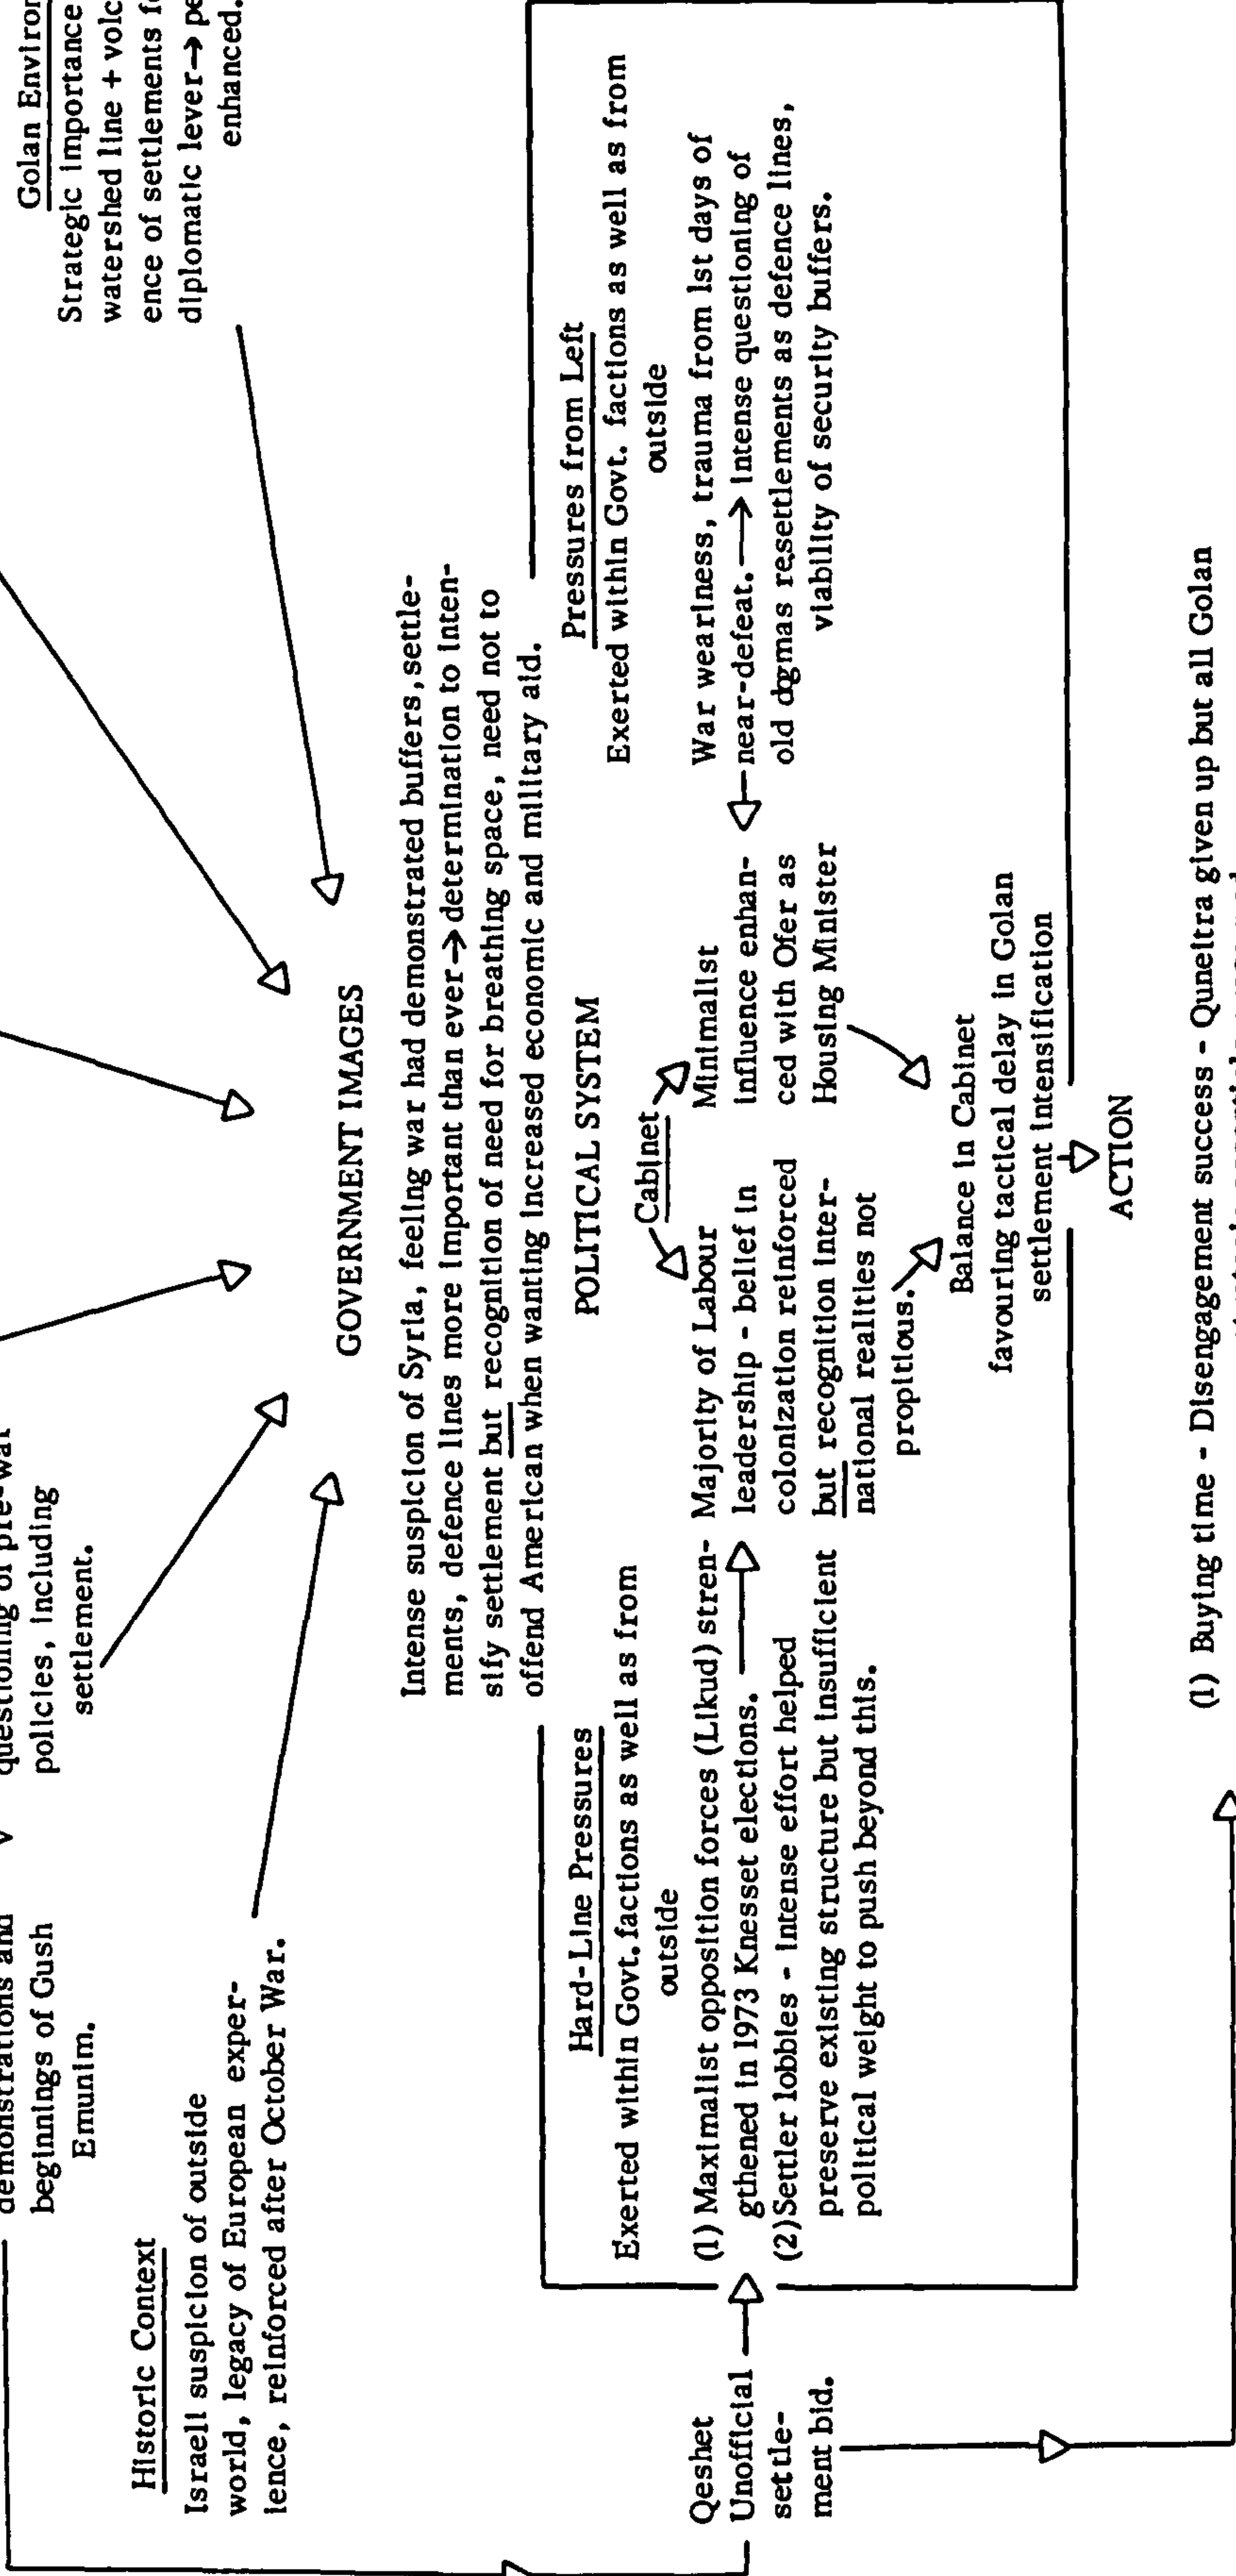 Golan Environ
Strategic importance
watershed line + volc
ence of settlements f
diplomatic lever→ pe
enhanced.
demonstrations and
beginnings of Gush
Emunim.
questioning of pre-war
policies, including
settlement.
Historic Context
Israeli suspicion of outside
world, legacy of European exper-
ience, reinforced after October War.
GOVERNMENT IMAGES
Intense suspicion of Syria, feeling war had demonstrated buffers, settle-
ments, defence lines more important than ever→determination to inten-
sify settlement but recognition of need for breathing space, need not to
offend American when wanting increased economic and military aid.
POLITICAL SYSTEM
Hard-Line Pressures
Exerted within Govt. factions as well as from
outside
(1) Maximalist opposition forces (Likud) stren-
gthened in 1973 Knesset elections.
(2)Settler lobbies - intense effort helped
preserve existing structure but insufficient
political weight to push beyond this.
Cabinet
Majority of Labour
leadership - belief in
colonization reinforced
but recognition inter-
national realities not
propitious.
Minimalist
influence enhan-
ced with Ofer as
Housing Minister
Pressures from Left
Exerted within Govt. factions as well as from
outside
War weariness, trauma from 1st days of
near-defeat.→ intense questioning of
old dogmas resettlements as defence lines,
viability of security buffers.
Balance in Cabinet
favouring tactical delay in Golan
settlement intensification
Qeshet
Unofficial
settle-
ment bid.
ACTION
(1) Buying time - Disengagement success - Quneitra given up but all Golan